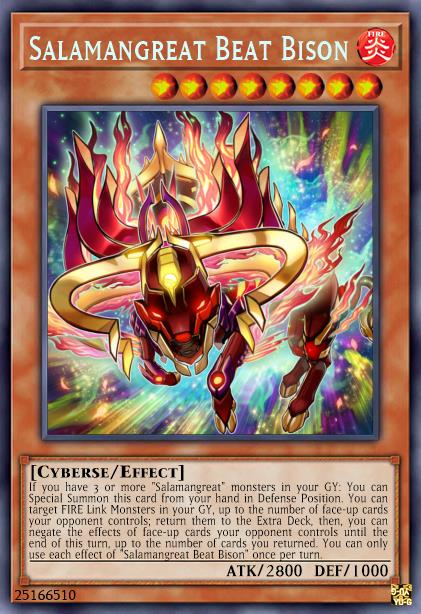 SALAMANGREAT BEAT BISON
FIRE
炎
[CYBERSE/EFFECT]
If you have 3 or more "Salamangreat" monsters in your GY: You can
Special Summon this card from your hand in Defense Position. You can
target FIRE Link Monsters in your GY, up to the number of face-up cards
your opponent controls; return them to the Extra Deck, then, you can
negate the effects of face-up cards your opponent controls until the
end of this turn, up to the number of cards you returned. You can only
use each effect of "Salamangreat Beat Bison" once per turn.
ATK/2800 DEF/1000
25166510